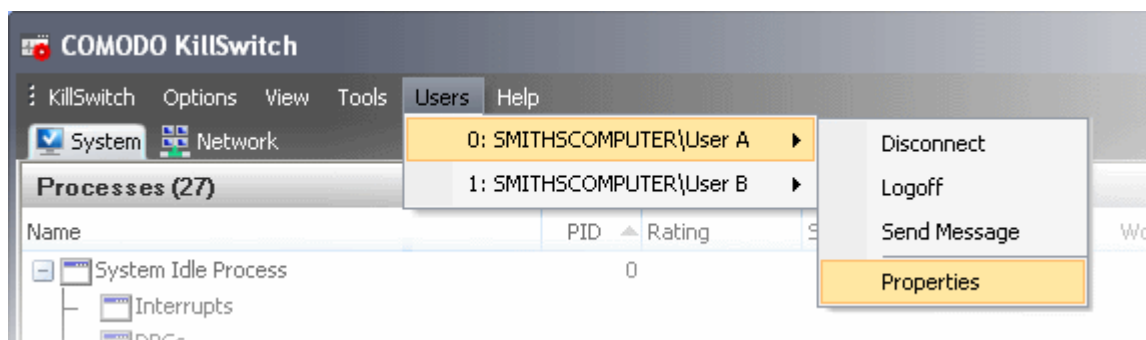 COMODO KillSwitch
KillSwitch Options View Tools Users Help
System Network
0: SMITHSCOMPUTER\User A
1: SMITHSCOMPUTER\User B
Disconnect
Logoff
Send Message
Properties
Processes (27)
Name PID Rating
System Idle Process 0
Interrupts
DPCs